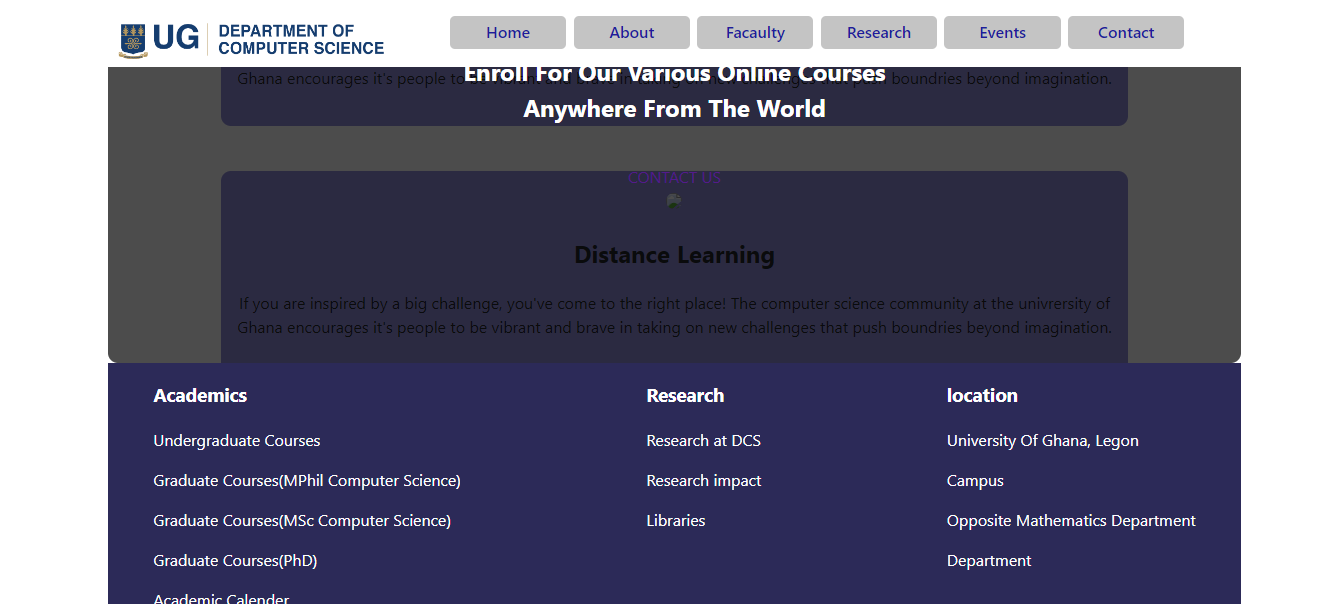 UG
DEPARTMENT OF
COMPUTER SCIENCE
Home
About
Facaulty
Research
Events
Contact
Enroll For Our Various Online Courses
Ghana encourages it's people to be push boundries beyond imagination.
Anywhere From The World
CONTACT US
Distance Learning
If you are inspired by a big challenge, you've come to the right place! The computer science community at the univrersity of
Ghana encourages it's people to be vibrant and brave in taking on new challenges that push boundries beyond imagination.
Academics
Undergraduate Courses
Graduate Courses(MPhil Computer Science)
Graduate Courses(MSc Computer Science)
Graduate Courses(PhD)
Academic Calender
Research
Research at DCS
Research impact
Libraries
location
University Of Ghana, Legon
Campus
Opposite Mathematics Department
Department